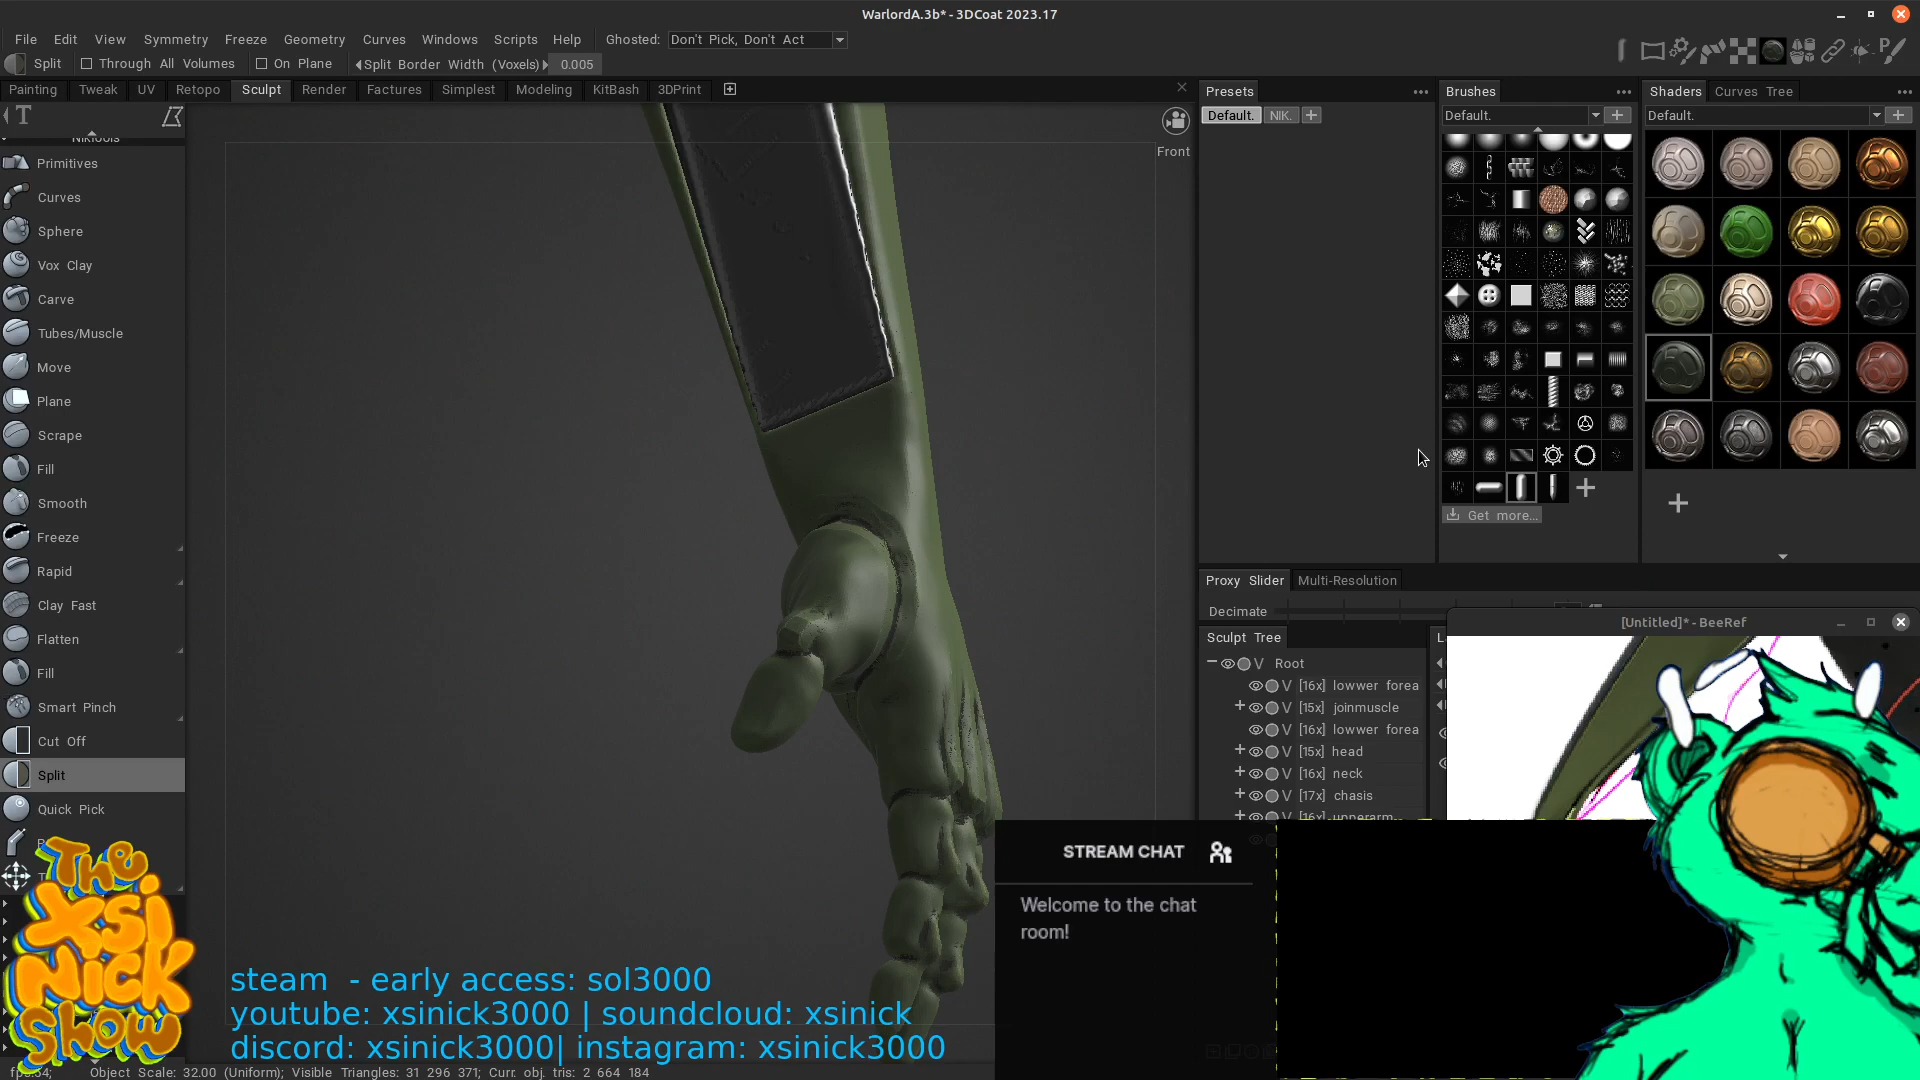 WarlordA.3b* - 3DCoat 2023.17
File Edit View Symmetry Freeze Geometry Curves Windows Scripts Help Ghosted: Don't Pick, Don't Act
Split Through All Volumes On Plane Split Border Width (Voxels) 0.005
Painting Tweak UV Retopo Sculpt Render Factures Simplest Modeling KitBash 3DPrint
Presets
Default. NIK.
Brushes
Default.
Shaders Curves Tree
Default.
Front
Niktools
Primitives
Curves
Sphere
Vox Clay
Carve
Tubes/Muscle
Move
Plane
Scrape
Fill
Smooth
Freeze
Rapid
Clay Fast
Flatten
Fill
Smart Pinch
Cut Off
Split
Quick Pick
Get more...
Proxy Slider Multi-Resolution
Decimate
Sculpt Tree
Root
V [16x] lowwer forea
V [15x] joinmuscle
V [16x] lowwer forea
V [15x] head
V [16x] neck
V [17x] chasis
V [16x] upperarm
[Untitled]* - BeeRef
STREAM CHAT
Welcome to the chat
room!
The
XSI
NICK
Show
steam - early access: sol3000
youtube: xsinick3000 | soundcloud: xsinick
discord: xsinick3000| instagram: xsinick3000
Object Scale: 32.00 (Uniform); Visible Triangles: 31 296 371; Curr. obj. tris: 2 664 184